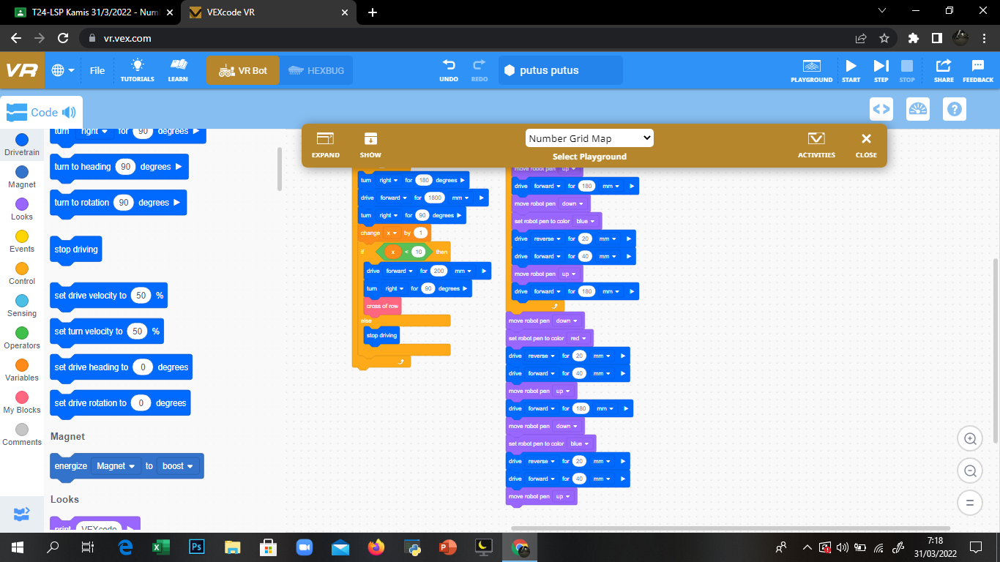 T24-LSP Kamis 31/3/2022 - Num
VEXcode VR
vr.vex.com
VR
File
TUTORIALS
LEARN
VR Bot
HEXBUG
UNDO
REDO
putus putus
PLAYGROUND
START
STEP
STOP
SHARE
FEEDBACK
Code
EXPAND
SHOW
Number Grid Map
Select Playground
ACTIVITIES
CLOSE
Drivetrain
Magnet
Looks
Events
Control
Sensing
Operators
Variables
My Blocks
Comments
turn right for 90 degrees
turn to heading 90 degrees
turn to rotation 90 degrees
stop driving
set drive velocity to 50 %
set turn velocity to 50 %
set drive heading to 0 degrees
set drive rotation to 0 degrees
Magnet
energize Magnet to boost
Looks
print VEXcode
turn right for 180 degrees
drive forward for 1800 mm
turn right for 90 degrees
change x by 1
if x < 10 then
drive forward for 200 mm
turn right for 90 degrees
cross of row
else
stop driving
move robot pen up
drive forward for 180 mm
move robot pen down
set robot pen to color blue
drive reverse for 20 mm
drive forward for 40 mm
move robot pen up
drive forward for 180 mm
move robot pen down
set robot pen to color red
drive reverse for 20 mm
drive forward for 40 mm
move robot pen up
drive forward for 180 mm
move robot pen down
set robot pen to color blue
drive reverse for 20 mm
drive forward for 40 mm
move robot pen up
7:18
31/03/2022